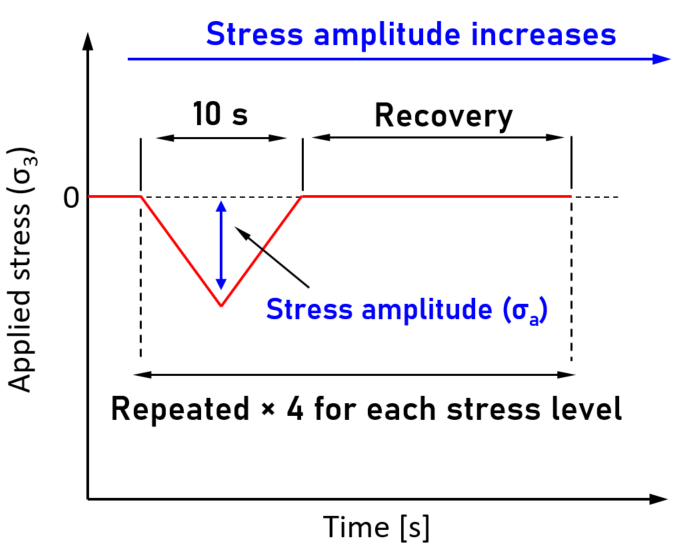 Stress amplitude increases
10 s
Recovery
Applied stress (σ₃)
0
Stress amplitude (σₐ)
Repeated × 4 for each stress level
Time [s]